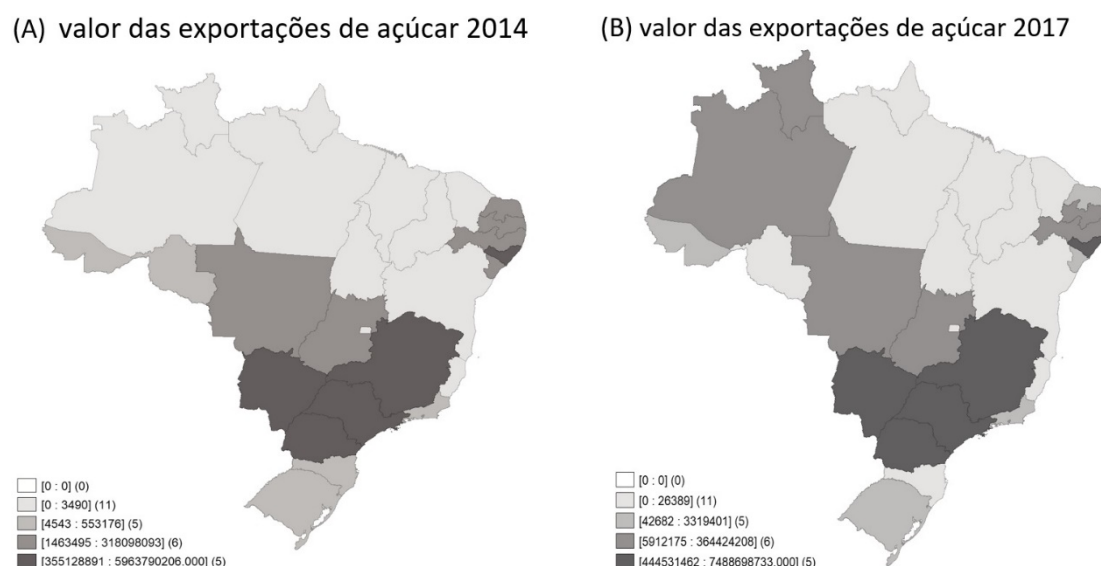 (A) valor das exportações de açúcar 2014
[0 : 0] (0)
[0 : 3490] (11)
[4543 : 553176] (5)
[1463495 : 318098093] (6)
[355128891 : 5963790206.000] (5)
(B) valor das exportações de açúcar 2017
[0 : 0] (0)
[0 : 26389] (11)
[42682 : 3319401] (5)
[5912175 : 364424208] (6)
[444531462 : 7488698733.000] (5)